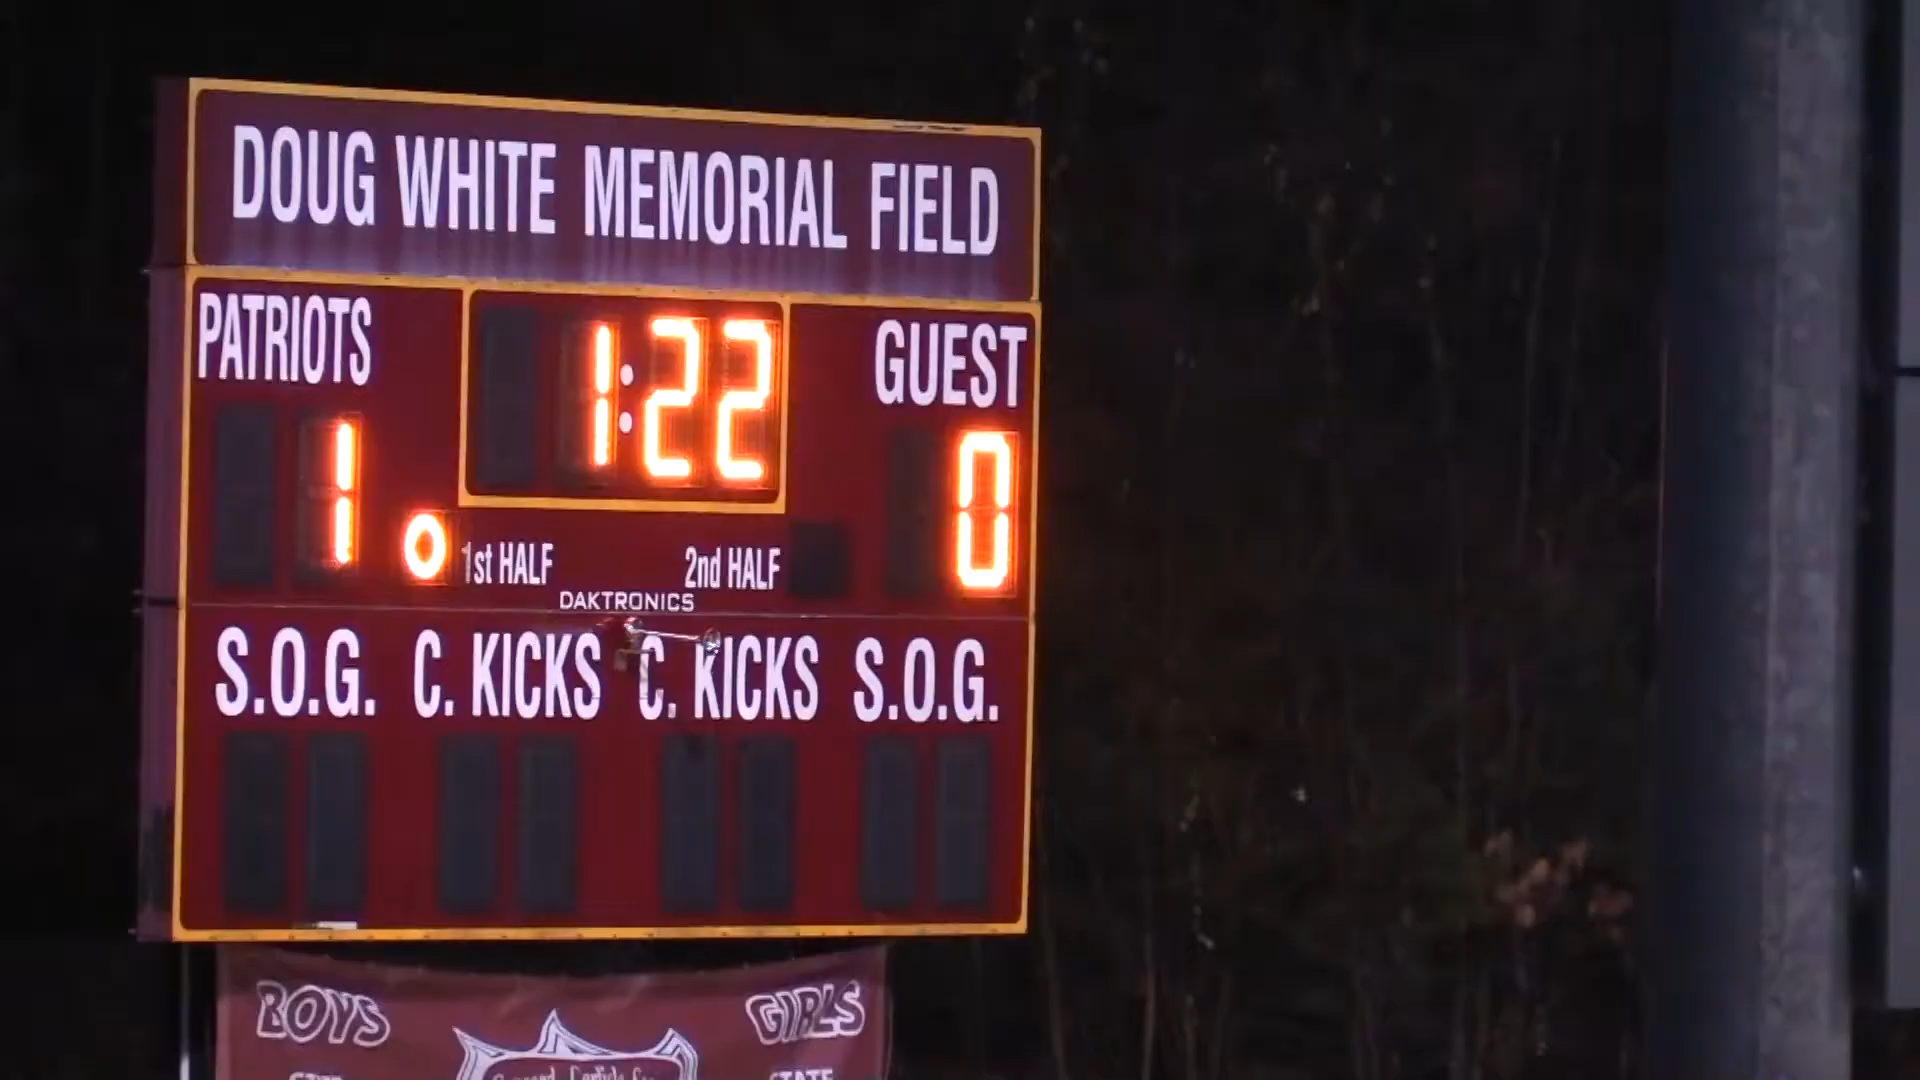 DOUG WHITE MEMORIAL FIELD
PATRIOTS
1:22
GUEST
1
0
1st HALF
2nd HALF
DAKTRONICS
S.O.G. C. KICKS C. KICKS S.O.G.
BOYS
GIRLS
STATE